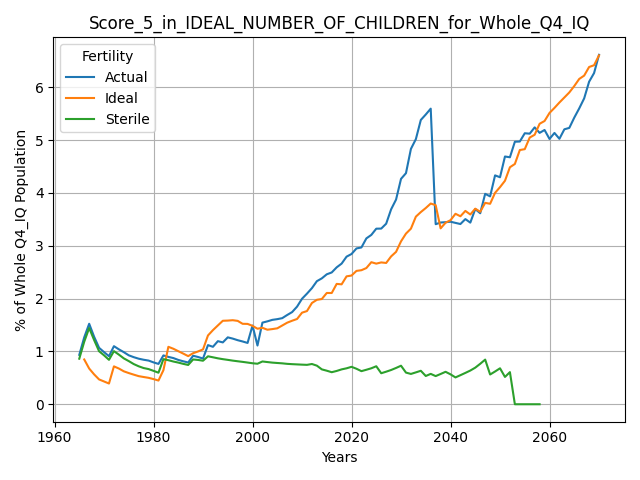 Score_5_in_IDEAL_NUMBER_OF_CHILDREN_for_Whole_Q4_IQ
Fertility
Actual
Ideal
Sterile
% of Whole Q4_IQ Population
6
5
4
3
2
1
0
1960 1980 2000 2020 2040 2060
Years